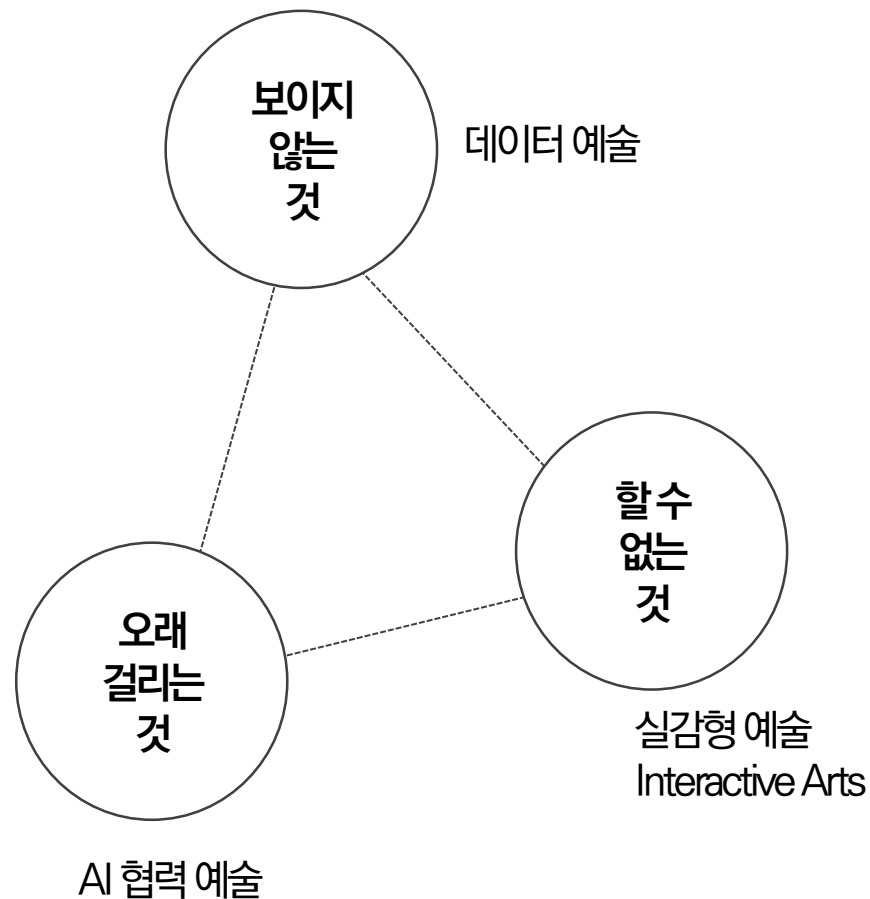 보이지
않는
것
데이터 예술
할 수
없는
것
실감형 예술
Interactive Arts
오래
걸리는
것
AI 협력 예술